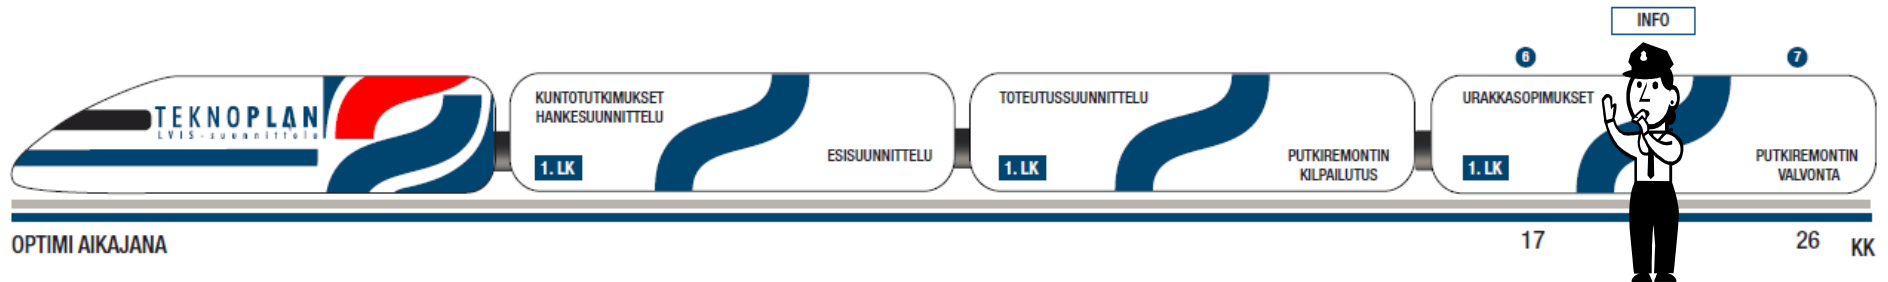 INFO
6
7
TEKNOPLAN
LVIS-suunnittelu
KUNTOTUTKIMUKSET
HANKESUUNNITTELU
ESISUUNNITTELU
1. LK
TOTEUTUSSUUNNITTELU
PUTKIREMONTIN
KILPAILUTUS
1. LK
URAKKASOPIMUKSET
PUTKIREMONTIN
VALVONTA
1. LK
OPTIMI AIKAJANA
17
26
KK